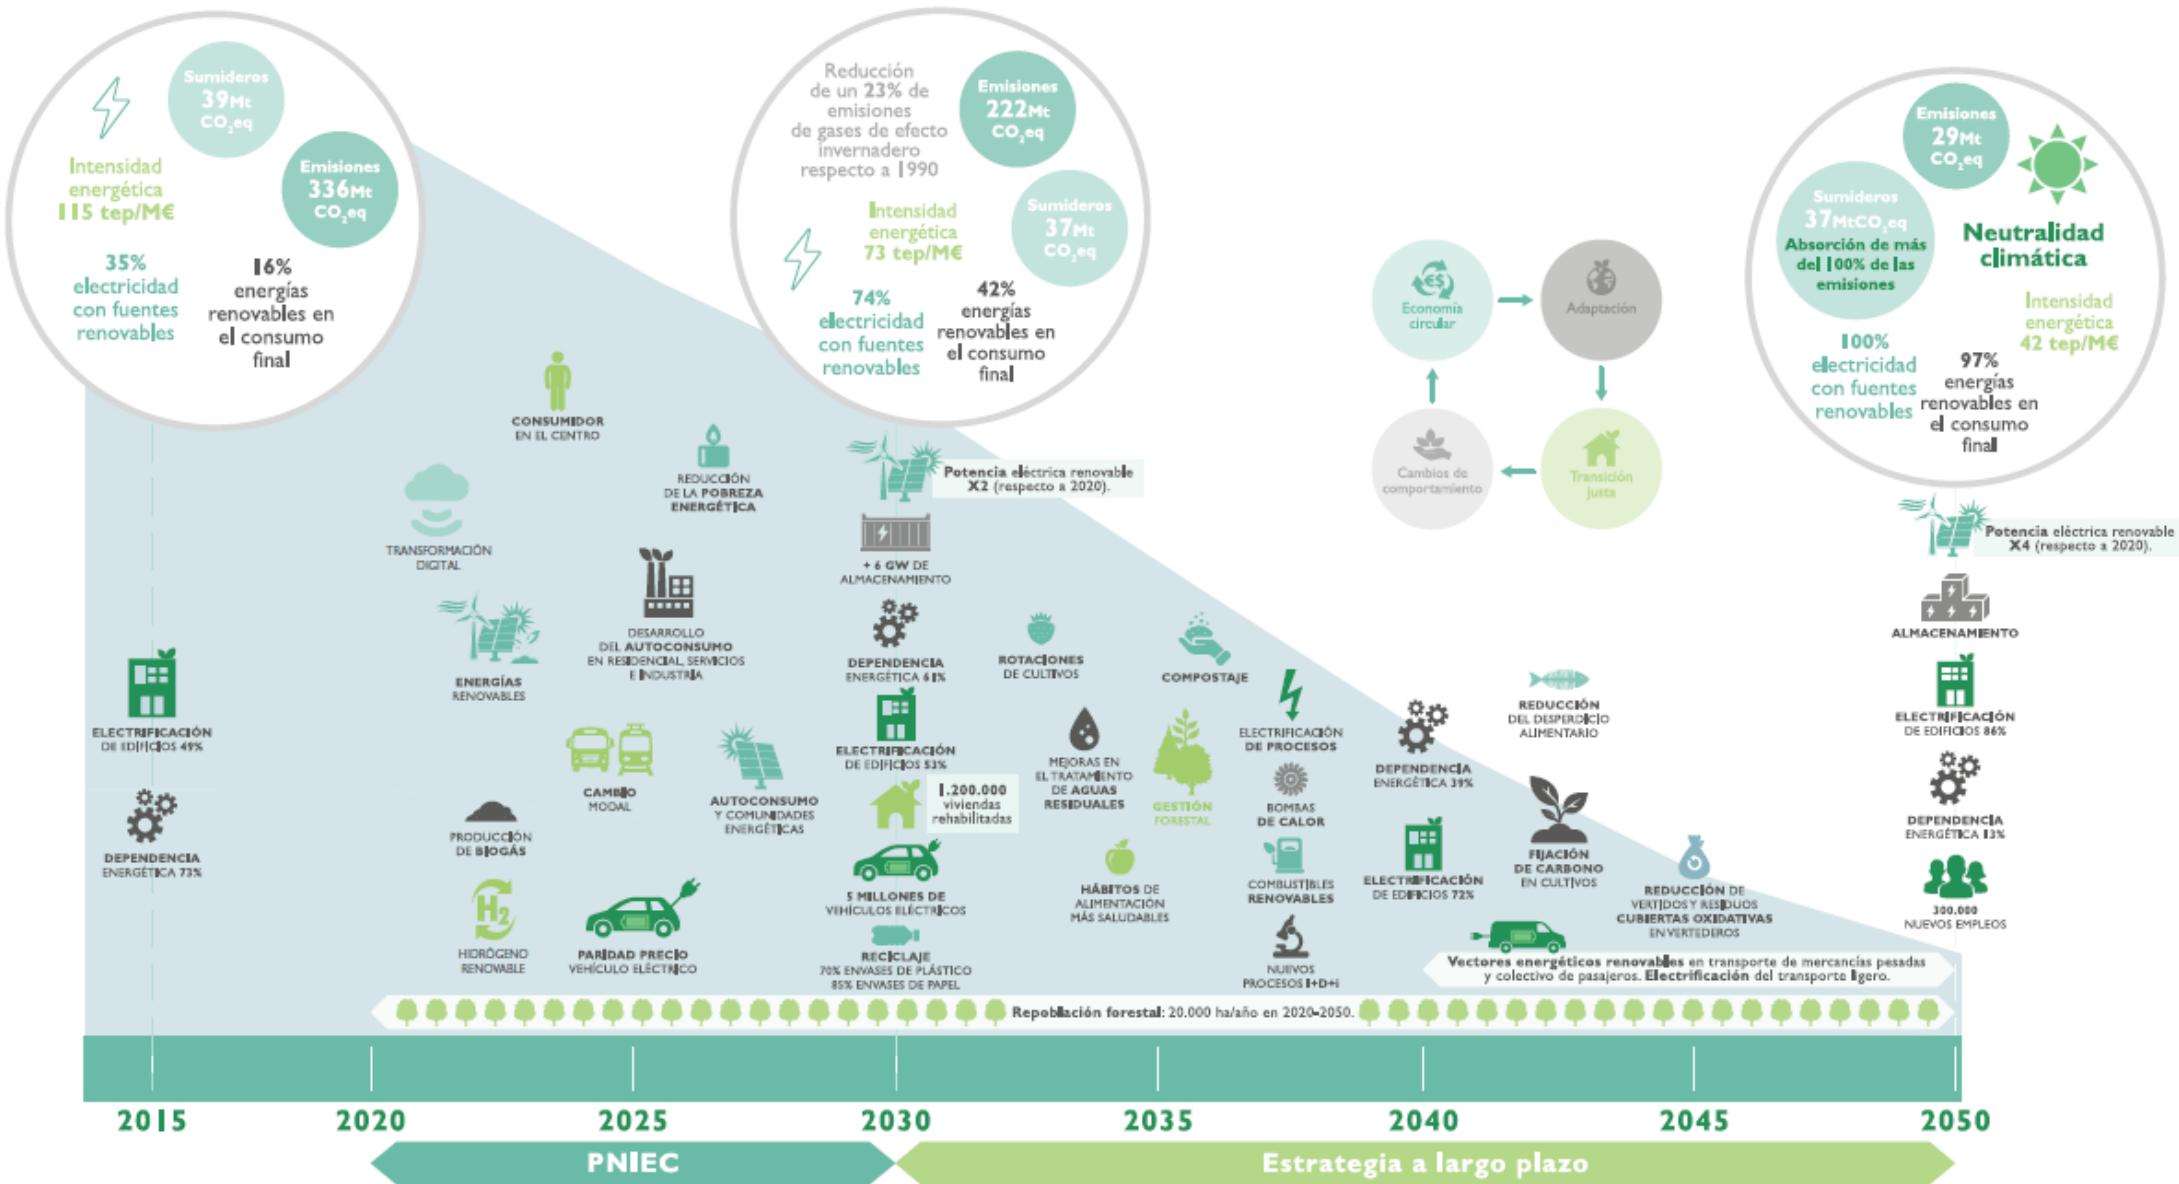 Sumideros
39Mt
CO₂eq
Intensidad
energética
115 tep/M€
Emisiones
336Mt
CO₂eq
35%
electricidad
con fuentes
renovables
16%
energías
renovables en
el consumo
final
Reducción
de un 23% de
emisiones
de gases de efecto
invernadero
respecto a 1990
Emisiones
222Mt
CO₂eq
Intensidad
energética
73 tep/M€
Sumideros
37Mt
CO₂eq
74%
electricidad
con fuentes
renovables
42%
energías
renovables en
el consumo
final
Economía
circular
Adaptación
Cambios de
comportamiento
Transición
justa
Emisiones
29Mt
CO₂eq
Sumideros
37MtCO₂eq
Absorción de más
del 100% de las
emisiones
Neutralidad
climática
Intensidad
energética
42 tep/M€
100%
electricidad
con fuentes
renovables
97%
energías
renovables en
el consumo
final
ELECTRIFICACIÓN
DE EDIFICIOS 49%
DEPENDENCIA
ENERGÉTICA 73%
CONSUMIDOR
EN EL CENTRO
TRANSFORMACIÓN
DIGITAL
REDUCCIÓN
DE LA POBREZA
ENERGÉTICA
ENERGÍAS
RENOVABLES
DESARROLLO
DEL AUTOCONSUMO
EN RESIDENCIAL, SERVICIOS
E INDUSTRIA
CAMBIO
MODAL
AUTOCONSUMO
Y COMUNIDADES
ENERGÉTICAS
PRODUCCIÓN
DE BIOGÁS
H₂
HIDRÓGENO
RENOVABLE
PARIDAD PRECIO
VEHÍCULO ELÉCTRICO
Potencia eléctrica renovable
X2 (respecto a 2020).
+ 6 GW DE
ALMACENAMIENTO
DEPENDENCIA
ENERGÉTICA 61%
ELECTRIFICACIÓN
DE EDIFICIOS 53%
1.200.000
viviendas
rehabilitadas
5 MILLONES DE
VEHÍCULOS ELÉCTRICOS
RECICLAJE
70% ENVASES DE PLÁSTICO
85% ENVASES DE PAPEL
ROTACIONES
DE CULTIVOS
MEJORAS EN
EL TRATAMIENTO
DE AGUAS
RESIDUALES
HÁBITOS DE
ALIMENTACIÓN
MÁS SALUDABLES
COMPOSTAJE
GESTIÓN
FORESTAL
ELECTRIFICACIÓN
DE PROCESOS
BOMBAS
DE CALOR
COMBUSTIBLES
RENOVABLES
NUEVOS
PROCESOS I+D+i
DEPENDENCIA
ENERGÉTICA 39%
ELECTRIFICACIÓN
DE EDIFICIOS 72%
REDUCCIÓN
DEL DESPERDICIO
ALIMENTARIO
FIJACIÓN
DE CARBONO
EN CULTIVOS
REDUCCIÓN DE
VERTIDOS Y RESIDUOS
CUBIERTAS OXIDATIVAS
EN VERTEDEROS
Vectores energéticos renovables en transporte de mercancías pesadas
y colectivo de pasajeros. Electrificación del transporte ligero.
Potencia eléctrica renovable
X4 (respecto a 2020).
ALMACENAMIENTO
ELECTRIFICACIÓN
DE EDIFICIOS 86%
DEPENDENCIA
ENERGÉTICA 13%
300.000
NUEVOS EMPLEOS
Repoblación forestal: 20.000 ha/año en 2020-2050.
2015
2020
2025
2030
2035
2040
2045
2050
PNIEC
Estrategia a largo plazo